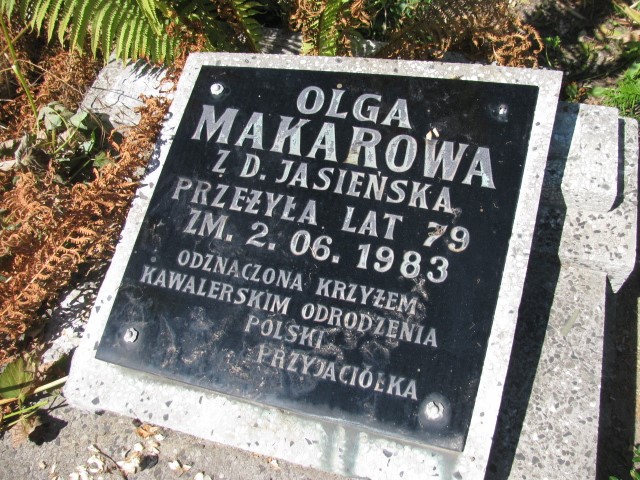 OLGA
MAKAROWA
Z D. JASIEŃSKA
PRZEŻYŁA LAT 79
ZM. 2. 06. 1983
ODZNACZONA KRZYŻEM
KAWALERSKIM ODRODZENIA
POLSKI
PRZYJACIÓŁKA